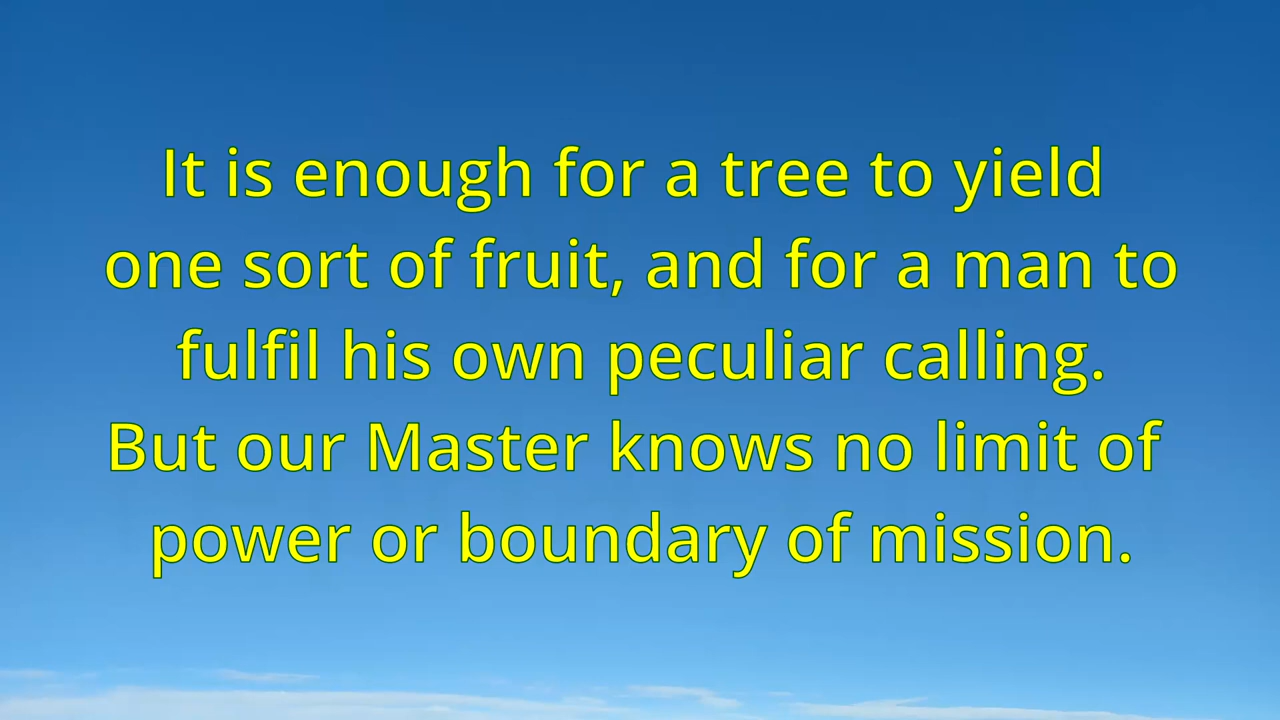 It is enough for a tree to yield
one sort of fruit, and for a man to
fulfil his own peculiar calling.
But our Master knows no limit of
power or boundary of mission.